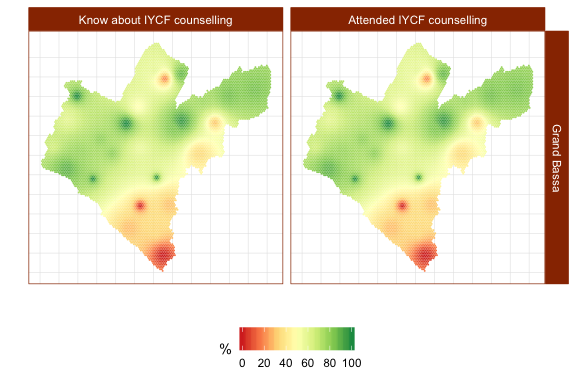 Know about IYCF counselling
Attended IYCF counselling
Grand Bassa
%
0 20 40 60 80 100